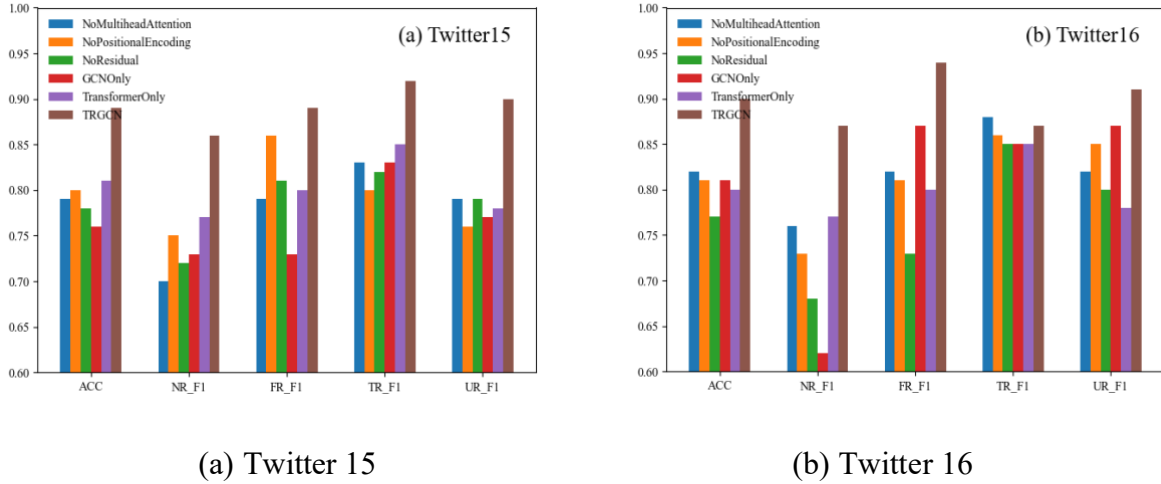 1.00
0.95
0.90
0.85
0.80
0.75
0.70
0.65
0.60
NoMultiheadAttention
NoPositionalEncoding
NoResidual
GCNOnly
TransformerOnly
TRGCN
(a) Twitter15
ACC NR_F1 FR_F1 TR_F1 UR_F1
(a) Twitter 15
1.00
0.95
0.90
0.85
0.80
0.75
0.70
0.65
0.60
NoMultiheadAttention
NoPositionalEncoding
NoResidual
GCNOnly
TransformerOnly
TRGCN
(b) Twitter16
ACC NR_F1 FR_F1 TR_F1 UR_F1
(b) Twitter 16